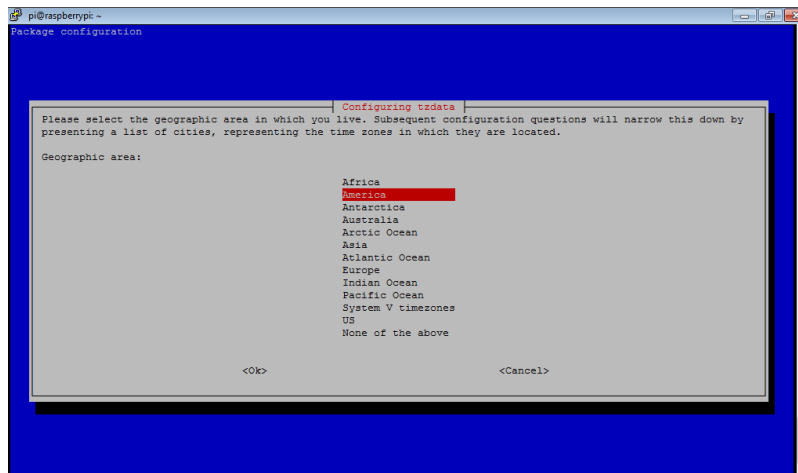 pi@raspberrypi: ~
Package configuration
Configuring tzdata
Please select the geographic area in which you live. Subsequent configuration questions will narrow this down by
presenting a list of cities, representing the time zones in which they are located.
Geographic area:
Africa
America
Antarctica
Australia
Arctic Ocean
Asia
Atlantic Ocean
Europe
Indian Ocean
Pacific Ocean
System V timezones
US
None of the above
<Ok> <Cancel>